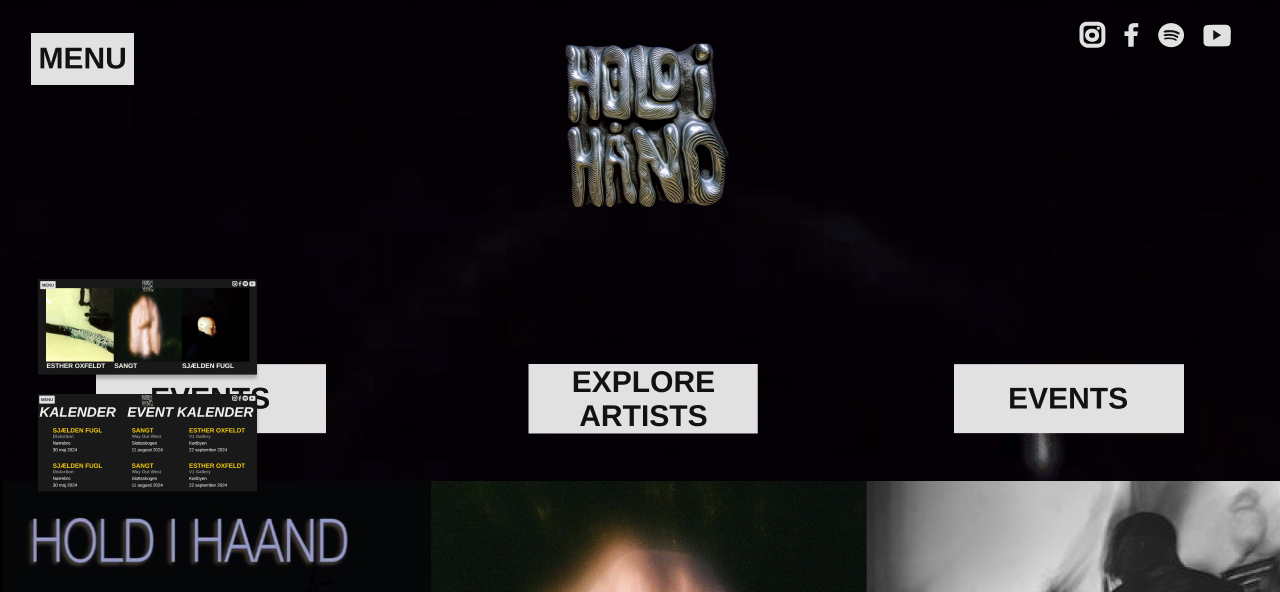 MENU
HOLD i
HÅND
MENU
ESTHER OXFELDT SANGT SJÆLDEN FUGL
EVENTS
EXPLORE
ARTISTS
EVENTS
MENU
KALENDER EVENT KALENDER
SJÆLDEN FUGL SANGT ESTHER OXFELDT
Distortion Way Out West V1 Gallery
Nørrebro Slottsskogen Kødbyen
30 maj 2024 11 august 2024 22 september 2024
SJÆLDEN FUGL SANGT ESTHER OXFELDT
Distortion Way Out West V1 Gallery
Nørrebro Slottsskogen Kødbyen
30 maj 2024 11 august 2024 22 september 2024
HOLD I HAAND